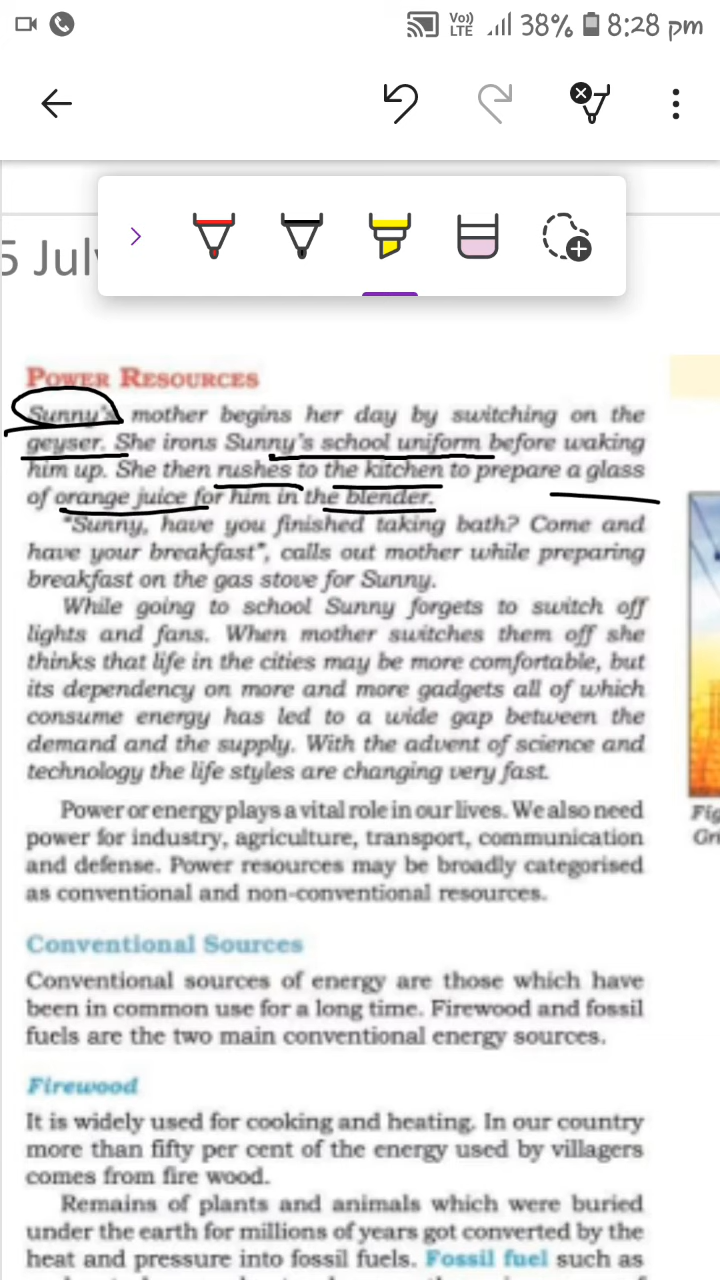 Vo))
LTE
38%
8:28 pm
5 July
POWER RESOURCES
Sunny's mother begins her day by switching on the
geyser. She irons Sunny's school uniform before waking
him up. She then rushes to the kitchen to prepare a glass
of orange juice for him in the blender.
"Sunny, have you finished taking bath? Come and
have your breakfast", calls out mother while preparing
breakfast on the gas stove for Sunny.
While going to school Sunny forgets to switch off
lights and fans. When mother switches them off she
thinks that life in the cities may be more comfortable, but
its dependency on more and more gadgets all of which
consume energy has led to a wide gap between the
demand and the supply. With the advent of science and
technology the life styles are changing very fast.
Power or energy plays a vital role in our lives. We also need
power for industry, agriculture, transport, communication
and defense. Power resources may be broadly categorised
as conventional and non-conventional resources.
Conventional Sources
Conventional sources of energy are those which have
been in common use for a long time. Firewood and fossil
fuels are the two main conventional energy sources.
Firewood
It is widely used for cooking and heating. In our country
more than fifty per cent of the energy used by villagers
comes from fire wood.
Remains of plants and animals which were buried
under the earth for millions of years got converted by the
heat and pressure into fossil fuels. Fossil fuel such as
Fig
Gri